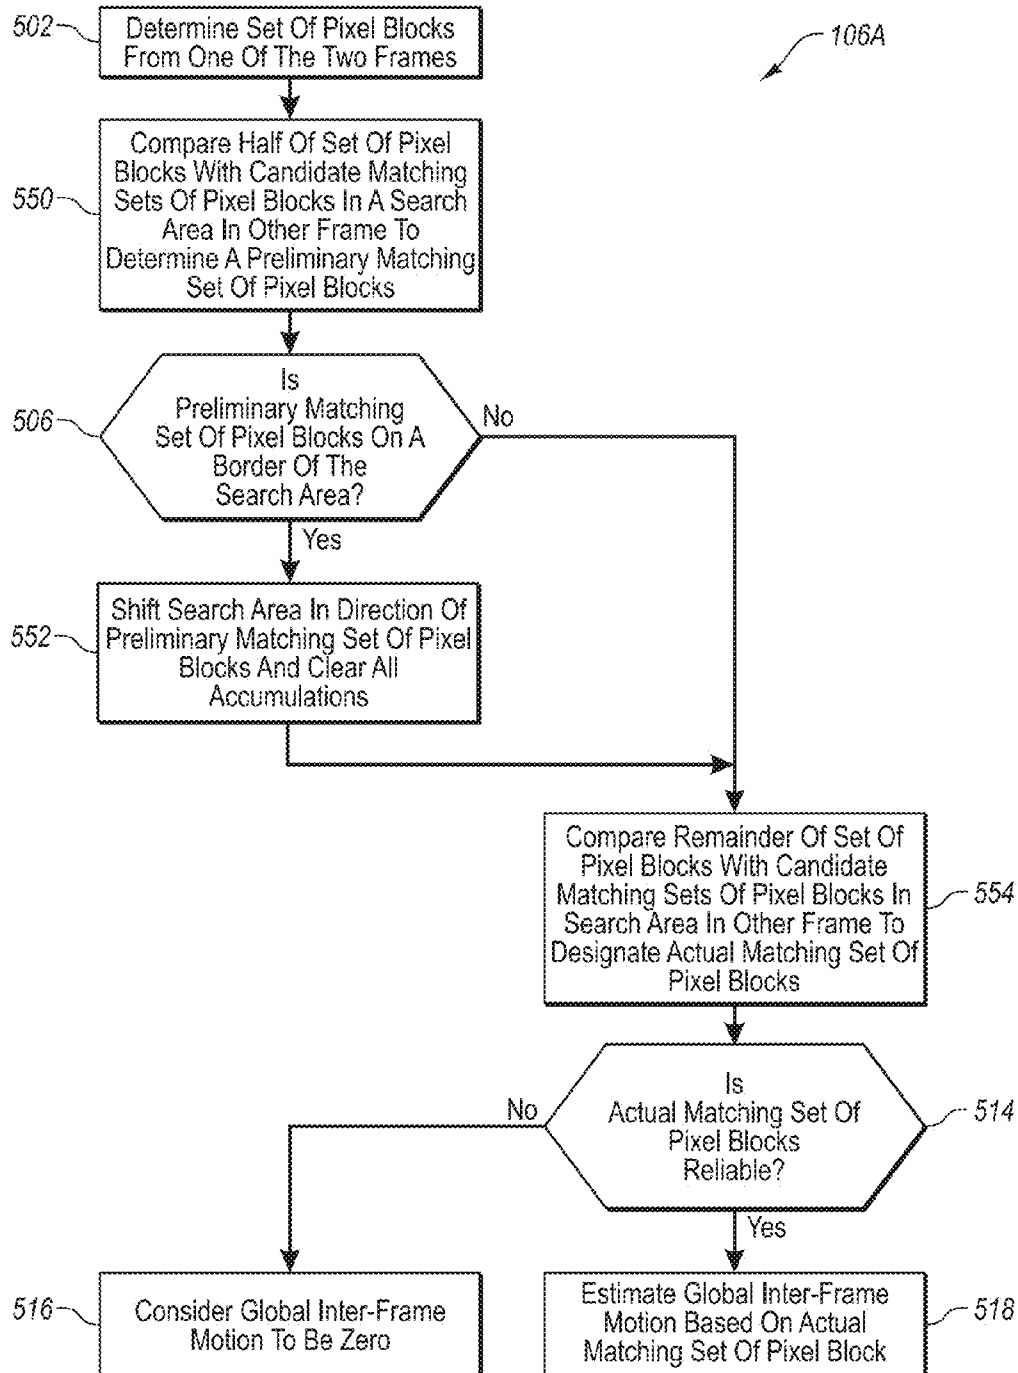 502
Determine Set Of Pixel Blocks
From One Of The Two Frames
106A
550
Compare Half Of Set Of Pixel
Blocks With Candidate Matching
Sets Of Pixel Blocks In A Search
Area In Other Frame To
Determine A Preliminary Matching
Set Of Pixel Blocks
506
Is
Preliminary Matching
Set Of Pixel Blocks On A
Border Of The
Search Area?
No
Yes
552
Shift Search Area In Direction Of
Preliminary Matching Set Of Pixel
Blocks And Clear All
Accumulations
Compare Remainder Of Set Of
Pixel Blocks With Candidate
Matching Sets Of Pixel Blocks In
Search Area In Other Frame To
Designate Actual Matching Set Of
Pixel Blocks
554
Is
Actual Matching Set Of
Pixel Blocks
Reliable?
514
No
Yes
516
Consider Global Inter-Frame
Motion To Be Zero
Estimate Global Inter-Frame
Motion Based On Actual
Matching Set Of Pixel Block
518